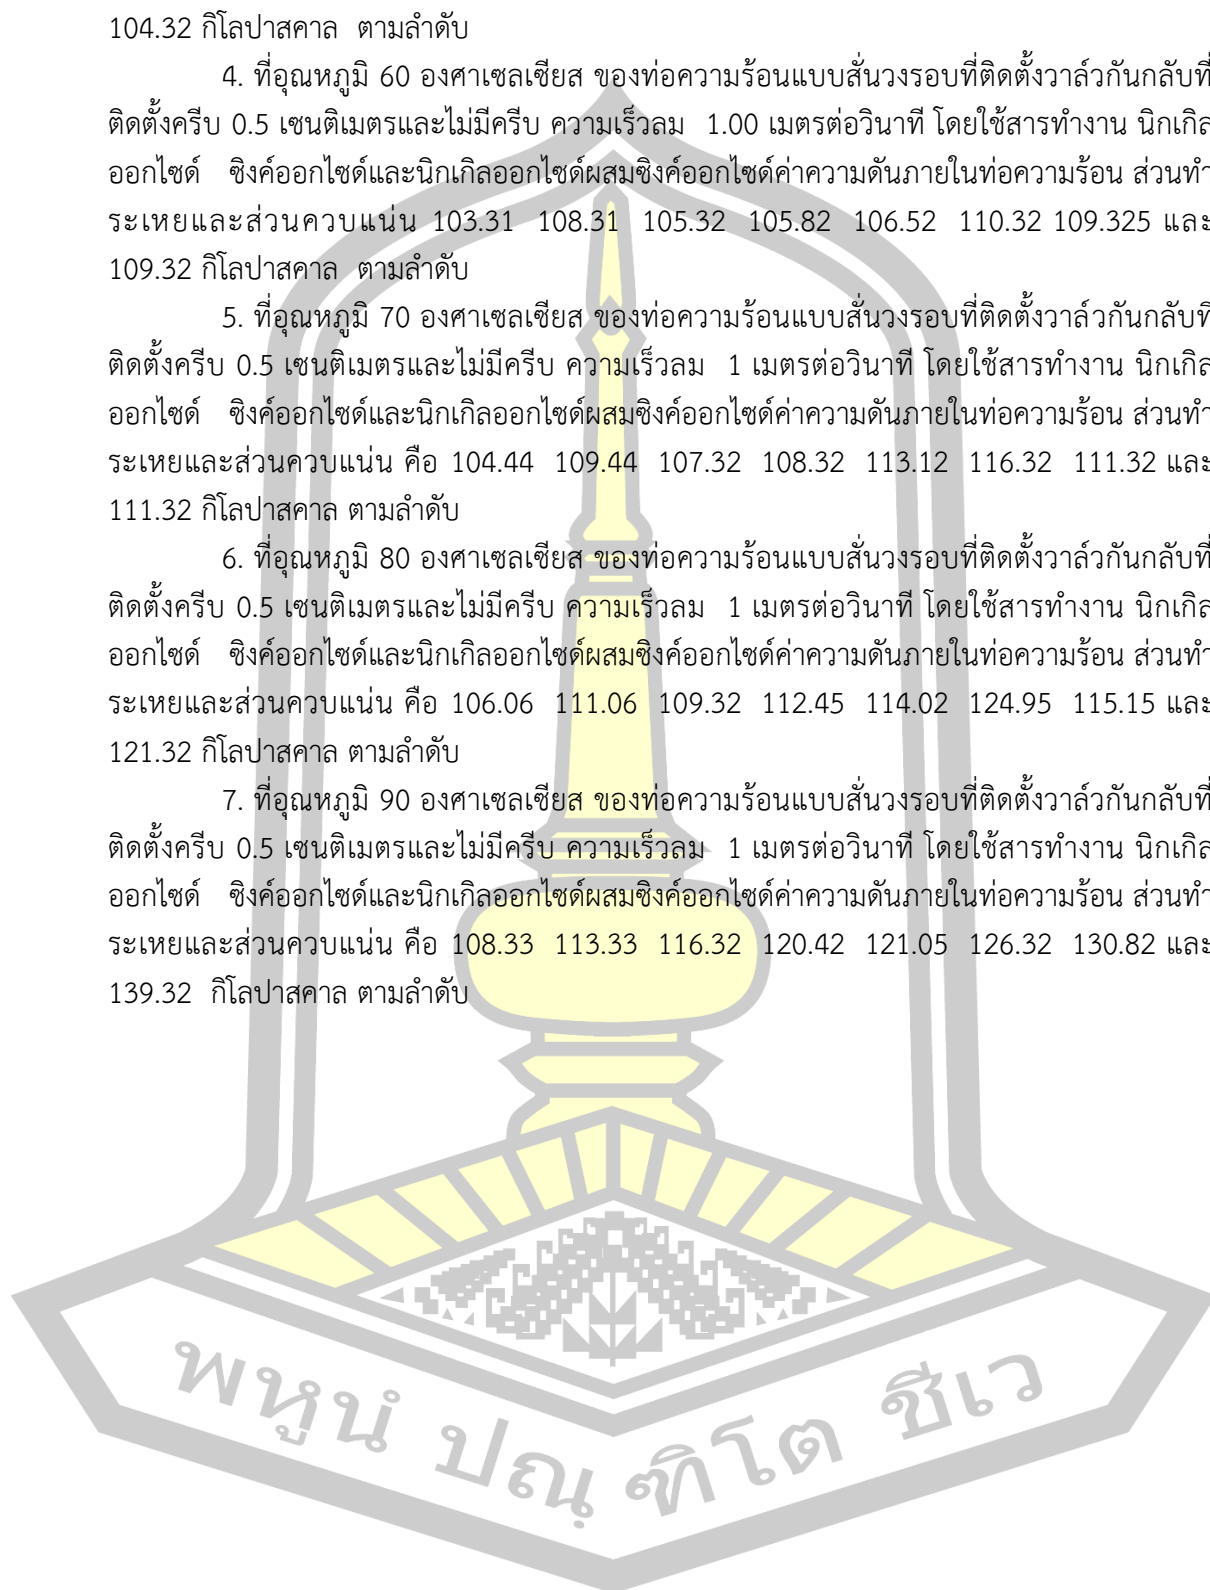 104.32 กิโลปาสคาล ตามลำดับ
4. ที่อุณหภูมิ 60 องศาเซลเซียส ของท่อความร้อนแบบสั่นวงรอบที่ติดตั้งวาล์วกันกลับที่
ติดตั้งครีบ 0.5 เซนติเมตรและไม่มีครีบ ความเร็วลม 1.00 เมตรต่อวินาที โดยใช้สารทำงาน นิกเกิล
ออกไซด์ ซิงค์ออกไซด์และนิกเกิลออกไซด์ผสมซิงค์ออกไซด์ค่าความดันภายในท่อความร้อน ส่วนทำ
ระเหยและส่วนควบแน่น 103.31 108.31 105.32 105.82 106.52 110.32 109.325 และ
109.32 กิโลปาสคาล ตามลำดับ
5. ที่อุณหภูมิ 70 องศาเซลเซียส ของท่อความร้อนแบบสั่นวงรอบที่ติดตั้งวาล์วกันกลับที่
ติดตั้งครีบ 0.5 เซนติเมตรและไม่มีครีบ ความเร็วลม 1 เมตรต่อวินาที โดยใช้สารทำงาน นิกเกิล
ออกไซด์ ซิงค์ออกไซด์และนิกเกิลออกไซด์ผสมซิงค์ออกไซด์ค่าความดันภายในท่อความร้อน ส่วนทำ
ระเหยและส่วนควบแน่น คือ 104.44 109.44 107.32 108.32 113.12 116.32 111.32 และ
111.32 กิโลปาสคาล ตามลำดับ
6. ที่อุณหภูมิ 80 องศาเซลเซียส ของท่อความร้อนแบบสั่นวงรอบที่ติดตั้งวาล์วกันกลับที่
ติดตั้งครีบ 0.5 เซนติเมตรและไม่มีครีบ ความเร็วลม 1 เมตรต่อวินาที โดยใช้สารทำงาน นิกเกิล
ออกไซด์ ซิงค์ออกไซด์และนิกเกิลออกไซด์ผสมซิงค์ออกไซด์ค่าความดันภายในท่อความร้อน ส่วนทำ
ระเหยและส่วนควบแน่น คือ 106.06 111.06 109.32 112.45 114.02 124.95 115.15 และ
121.32 กิโลปาสคาล ตามลำดับ
7. ที่อุณหภูมิ 90 องศาเซลเซียส ของท่อความร้อนแบบสั่นวงรอบที่ติดตั้งวาล์วกันกลับที่
ติดตั้งครีบ 0.5 เซนติเมตรและไม่มีครีบ ความเร็วลม 1 เมตรต่อวินาที โดยใช้สารทำงาน นิกเกิล
ออกไซด์ ซิงค์ออกไซด์และนิกเกิลออกไซด์ผสมซิงค์ออกไซด์ค่าความดันภายในท่อความร้อน ส่วนทำ
ระเหยและส่วนควบแน่น คือ 108.33 113.33 116.32 120.42 121.05 126.32 130.82 และ
139.32 กิโลปาสคาล ตามลำดับ
พหูนํ ปณฺ ฑิโต ชีเว